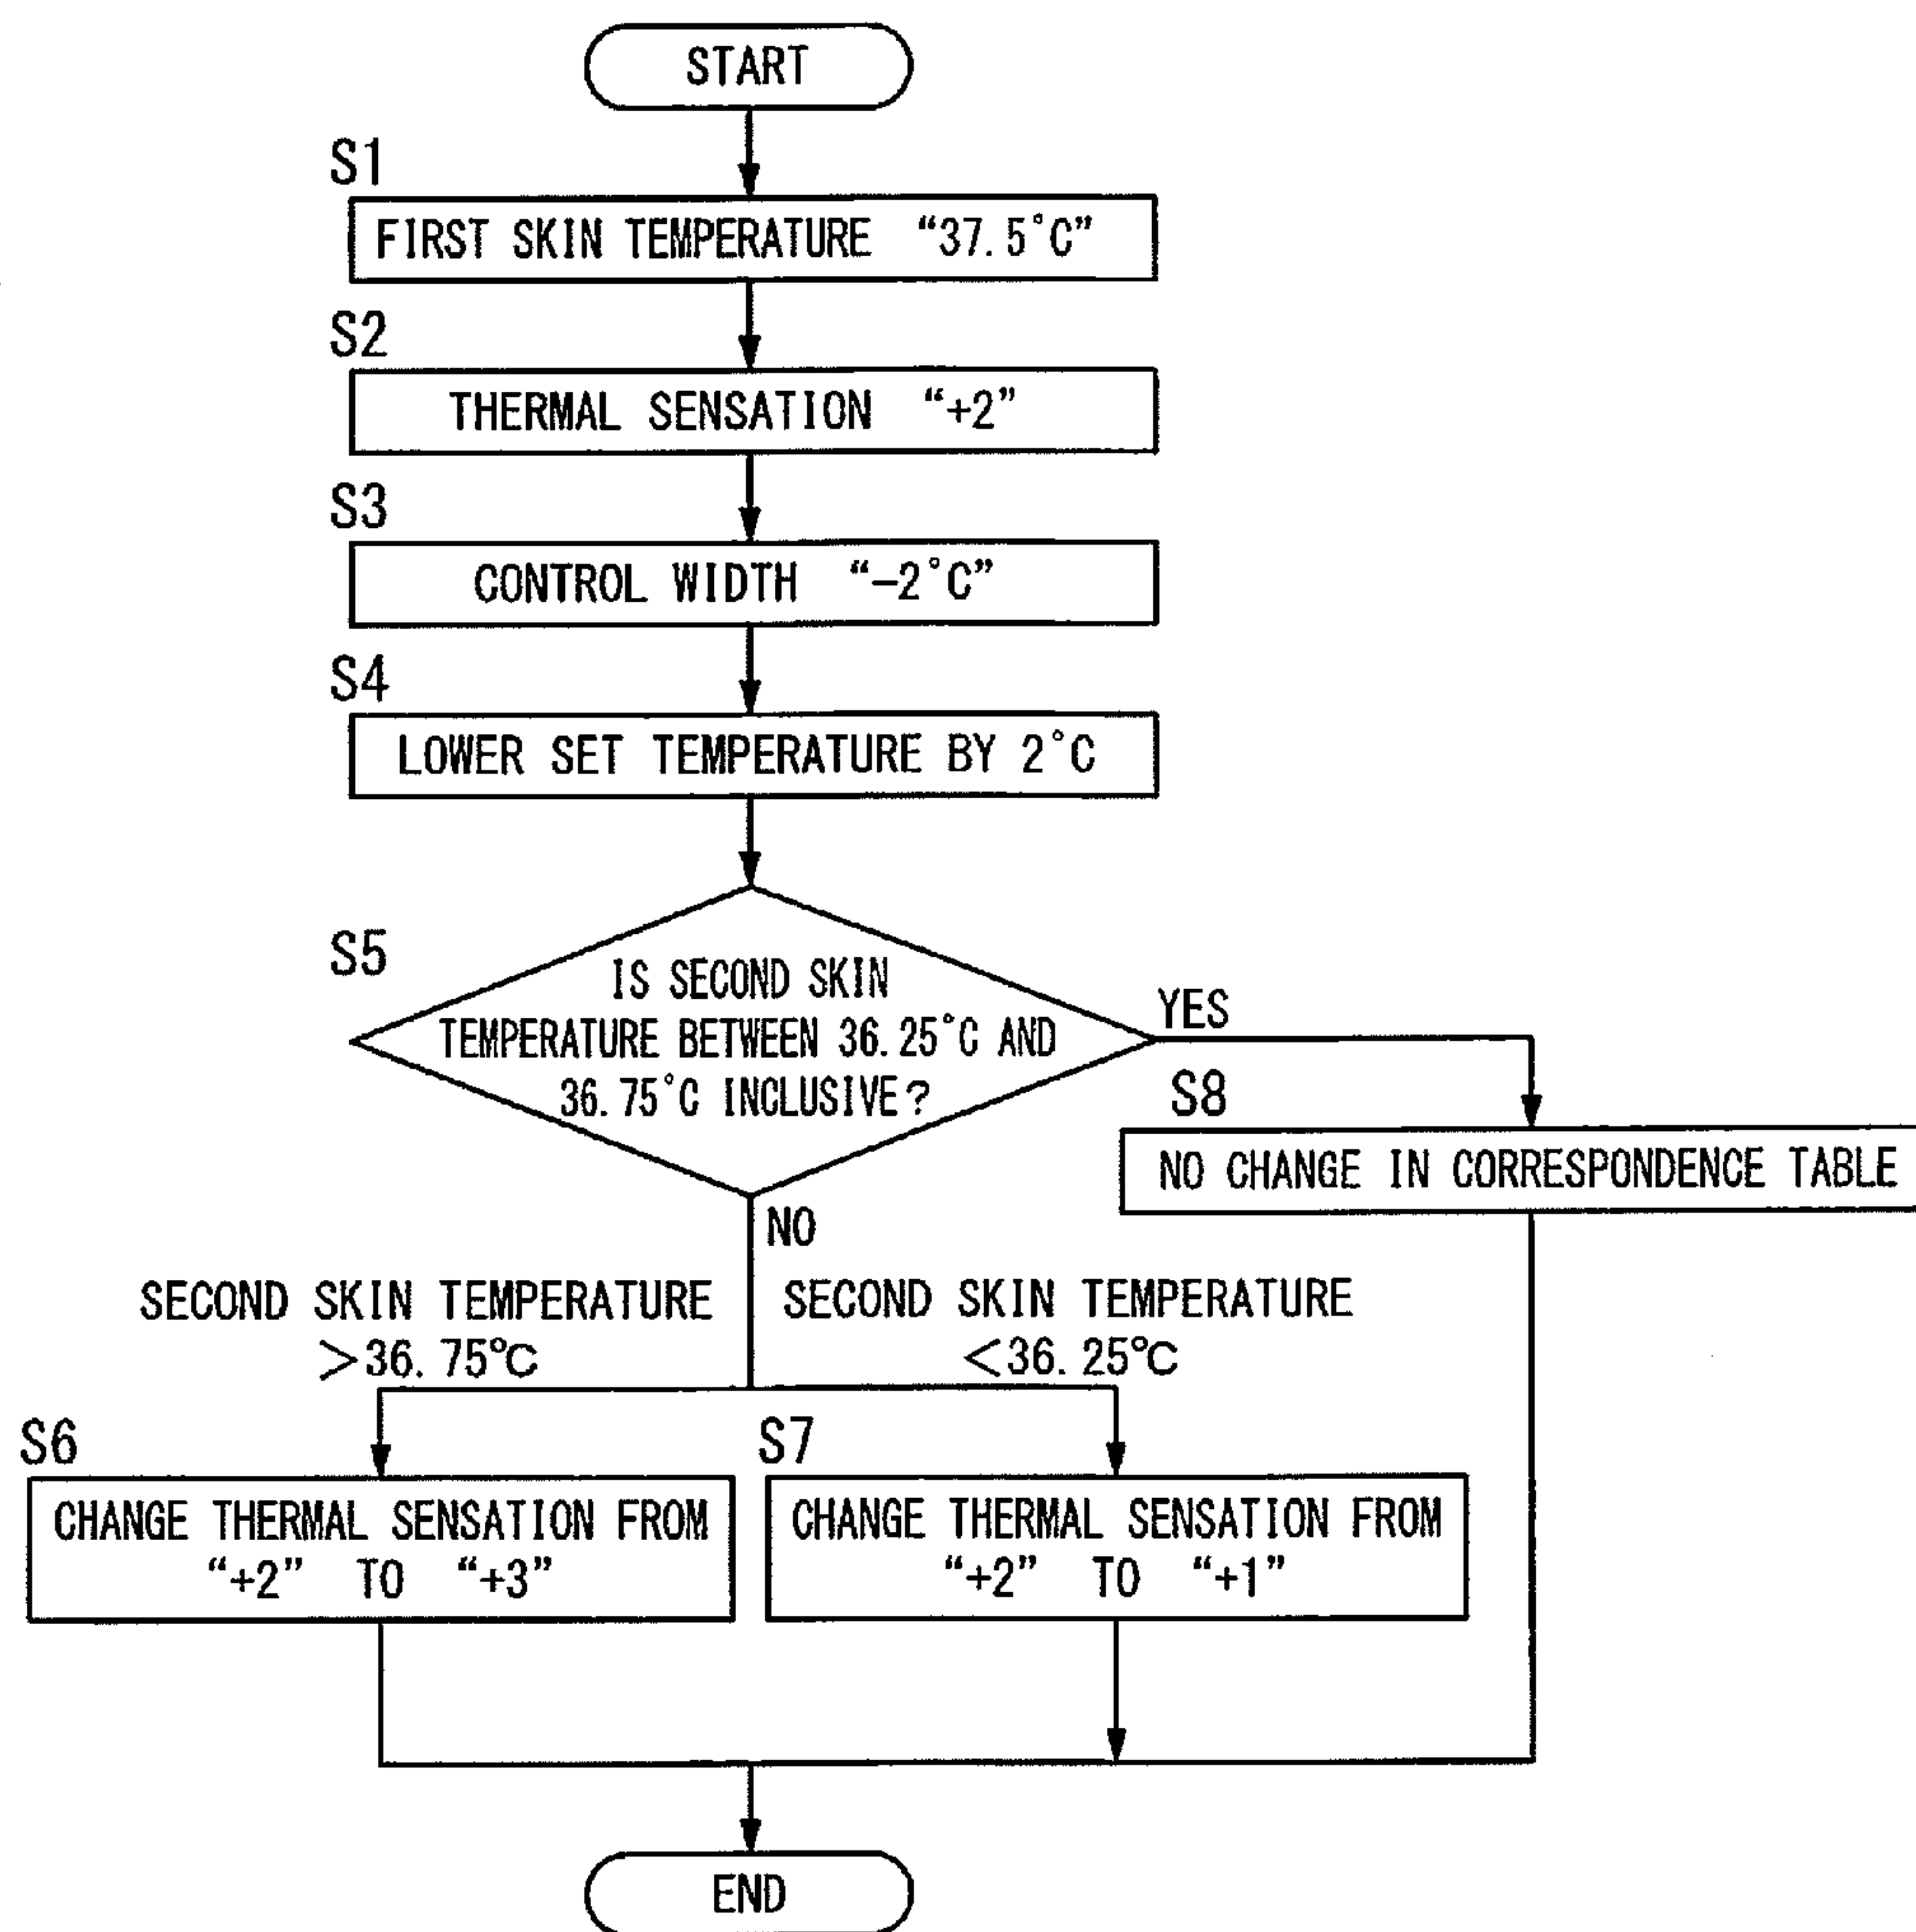 START
S1
FIRST SKIN TEMPERATURE “37.5°C”
S2
THERMAL SENSATION “+2”
S3
CONTROL WIDTH “−2°C”
S4
LOWER SET TEMPERATURE BY 2°C
S5
IS SECOND SKIN
TEMPERATURE BETWEEN 36.25°C AND
36.75°C INCLUSIVE?
YES
S8
NO CHANGE IN CORRESPONDENCE TABLE
NO
SECOND SKIN TEMPERATURE
>36.75℃
SECOND SKIN TEMPERATURE
<36.25℃
S6
CHANGE THERMAL SENSATION FROM
“+2” TO “+3”
S7
CHANGE THERMAL SENSATION FROM
“+2” TO “+1”
END